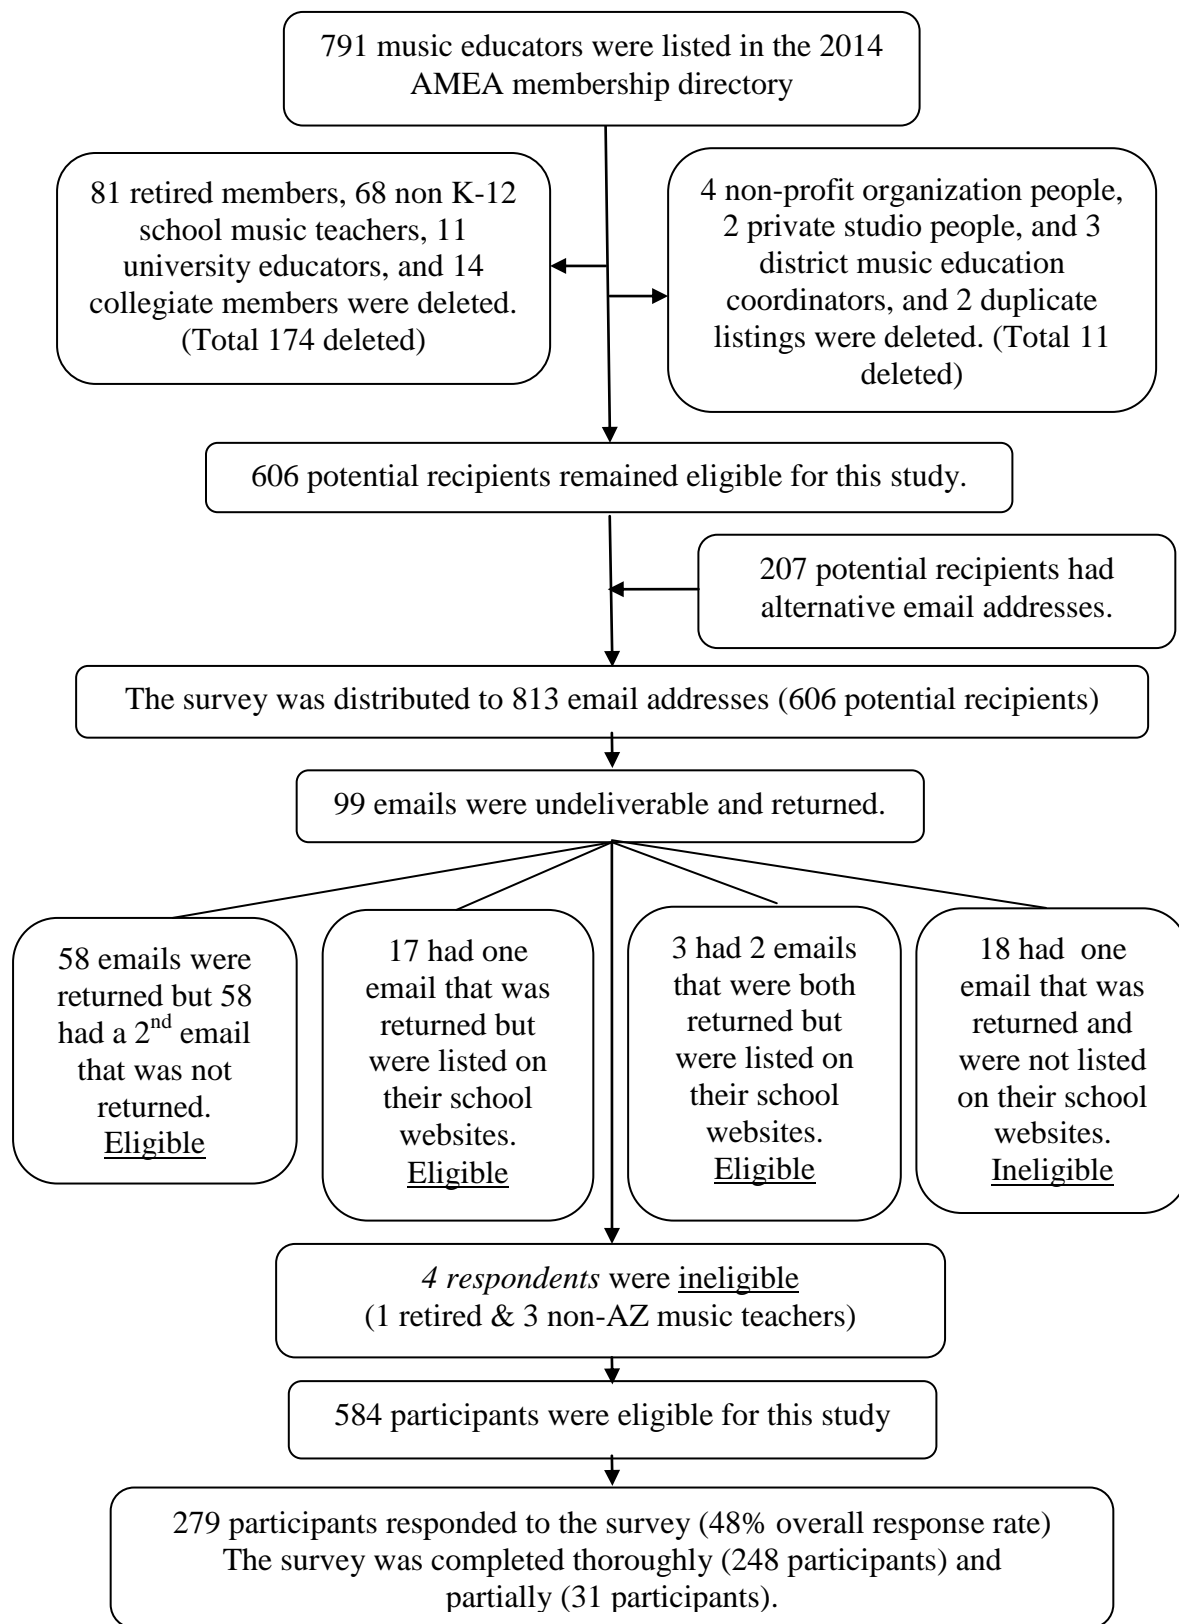 791 music educators were listed in the 2014
AMEA membership directory
81 retired members, 68 non K-12
school music teachers, 11
university educators, and 14
collegiate members were deleted.
(Total 174 deleted)
4 non-profit organization people,
2 private studio people, and 3
district music education
coordinators, and 2 duplicate
listings were deleted. (Total 11
deleted)
606 potential recipients remained eligible for this study.
207 potential recipients had
alternative email addresses.
The survey was distributed to 813 email addresses (606 potential recipients)
99 emails were undeliverable and returned.
58 emails were
returned but 58
had a 2nd email
that was not
returned.
Eligible
17 had one
email that was
returned but
were listed on
their school
websites.
Eligible
3 had 2 emails
that were both
returned but
were listed on
their school
websites.
Eligible
18 had one
email that was
returned and
were not listed
on their school
websites.
Ineligible
4 respondents were ineligible
(1 retired & 3 non-AZ music teachers)
584 participants were eligible for this study
279 participants responded to the survey (48% overall response rate)
The survey was completed thoroughly (248 participants) and
partially (31 participants).